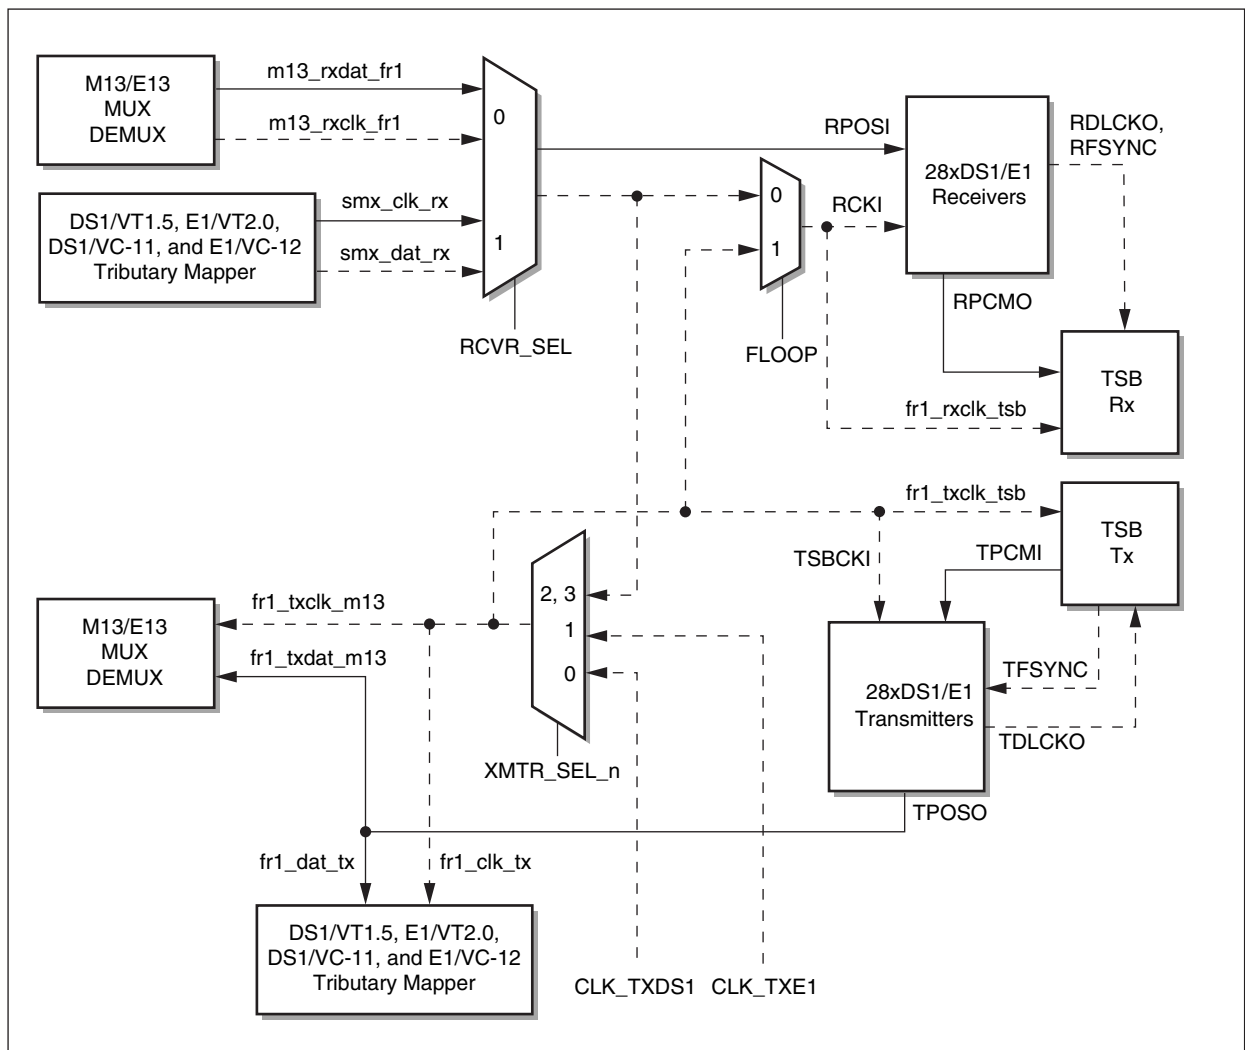 M13/E13
MUX
DEMUX
m13_rxdat_fr1
m13_rxclk_fr1
DS1/VT1.5, E1/VT2.0,
DS1/VC-11, and E1/VC-12
Tributary Mapper
smx_clk_rx
smx_dat_rx
0
1
RCVR_SEL
RPOSI
0
1
FLOOP
RCKI
28xDS1/E1
Receivers
RDLCKO,
RFSYNC
RPCMO
fr1_rxclk_tsb
TSB
Rx
fr1_txclk_tsb
TSB
Tx
TSBCKI
TPCMI
TFSYNC
TDLCKO
28xDS1/E1
Transmitters
TPOSO
2, 3
1
0
XMTR_SEL_n
M13/E13
MUX
DEMUX
fr1_txclk_m13
fr1_txdat_m13
fr1_dat_tx
fr1_clk_tx
DS1/VT1.5, E1/VT2.0,
DS1/VC-11, and E1/VC-12
Tributary Mapper
CLK_TXDS1
CLK_TXE1